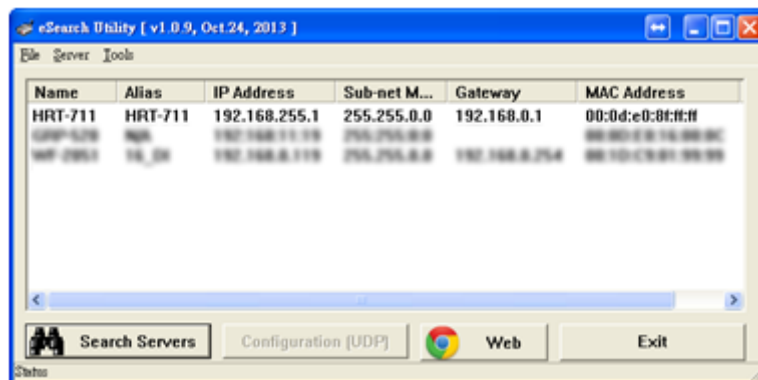 eSearch Utility [ v1.0.9, Oct.24, 2013 ]
File Server Tools
Name Alias IP Address Sub-net M... Gateway MAC Address
HRT-711 HRT-711 192.168.255.1 255.255.0.0 192.168.0.1 00:0d:e0:8f:ff:ff
Search Servers Configuration (UDP) Web Exit
Status